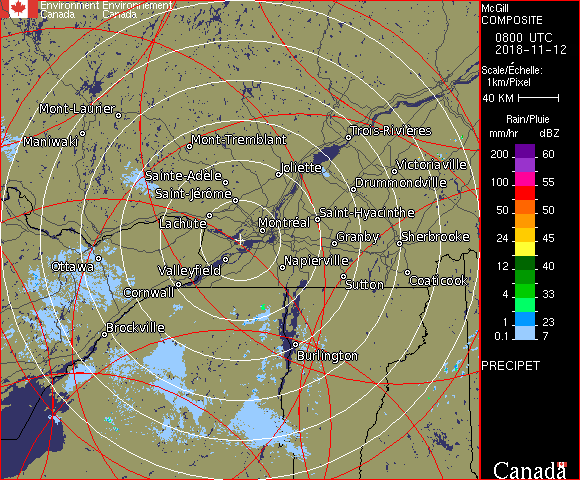 Environment Environnement
Canada Canada
McGill
COMPOSITE
0800 UTC
2018-11-12
Scale/Échelle:
1km/Pixel
40 KM
Rain/Pluie
mm/hr dBZ
200 60
100 55
50 50
24 45
12 40
4 33
1 23
0.1 7
PRECIPET
Canada
Mont-Laurier
Maniwaki
Mont-Tremblant
Trois-Rivières
Sainte-Adèle
Joliette
Victoriaville
Saint-Jérôme
Drummondville
Lachute
Montréal
Saint-Hyacinthe
Granby
Sherbrooke
Ottawa
Valleyfield
Napierville
Cornwall
Sutton
Coaticook
Brockville
Burlington